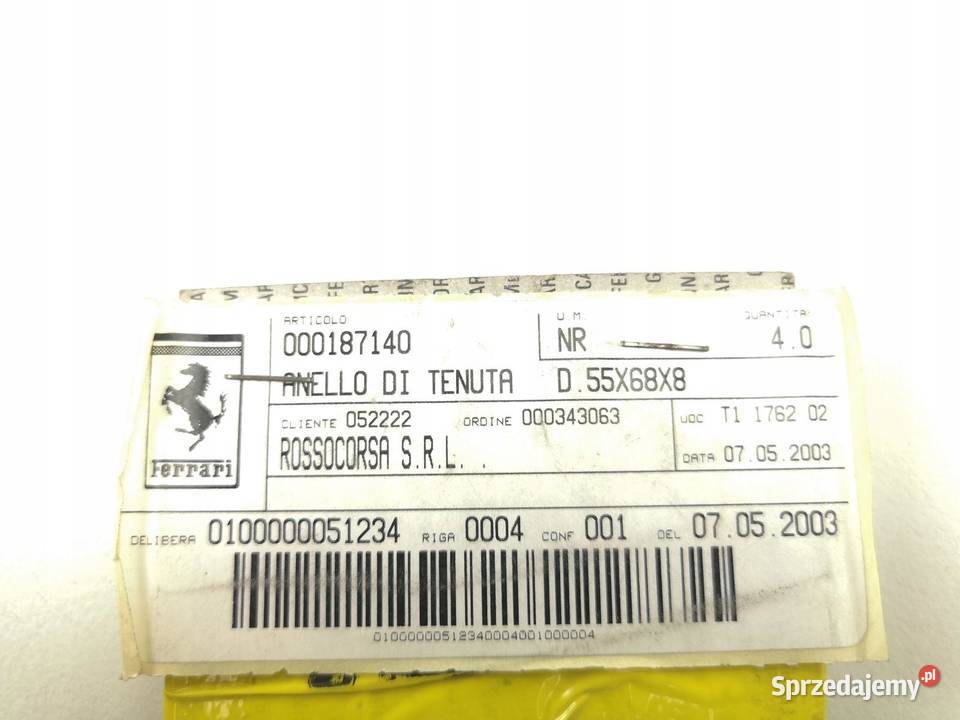 ARTICOLO
000187140
U.M.
NR
QUANTITA'
4.0
ANELLO DI TENUTA D.55X68X8
CLIENTE 052222 ORDINE 000343063
ROSSOCORSA S.R.L.
UDC T1 1762 02
DATA 07.05.2003
Ferrari
DELIBERA 0100000051234 RIGA 0004 CONF 001 DEL 07.05.2003
0100000051234000400100004
Sprzedajemy.pl